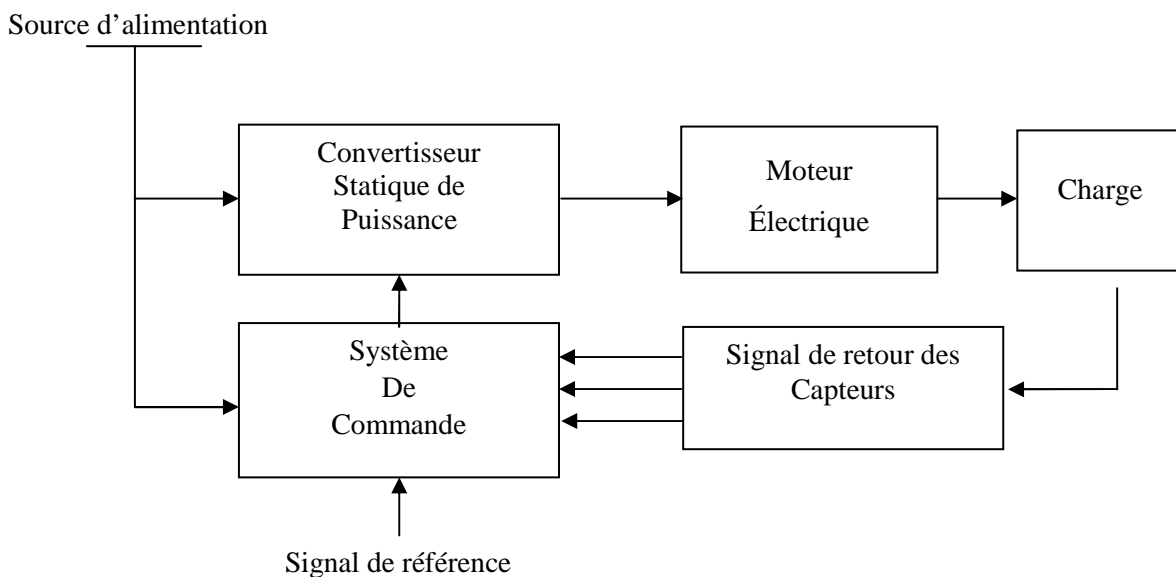 Source d’alimentation
Convertisseur
Statique de
Puissance
Moteur
Électrique
Charge
Système
De
Commande
Signal de retour des
Capteurs
Signal de référence